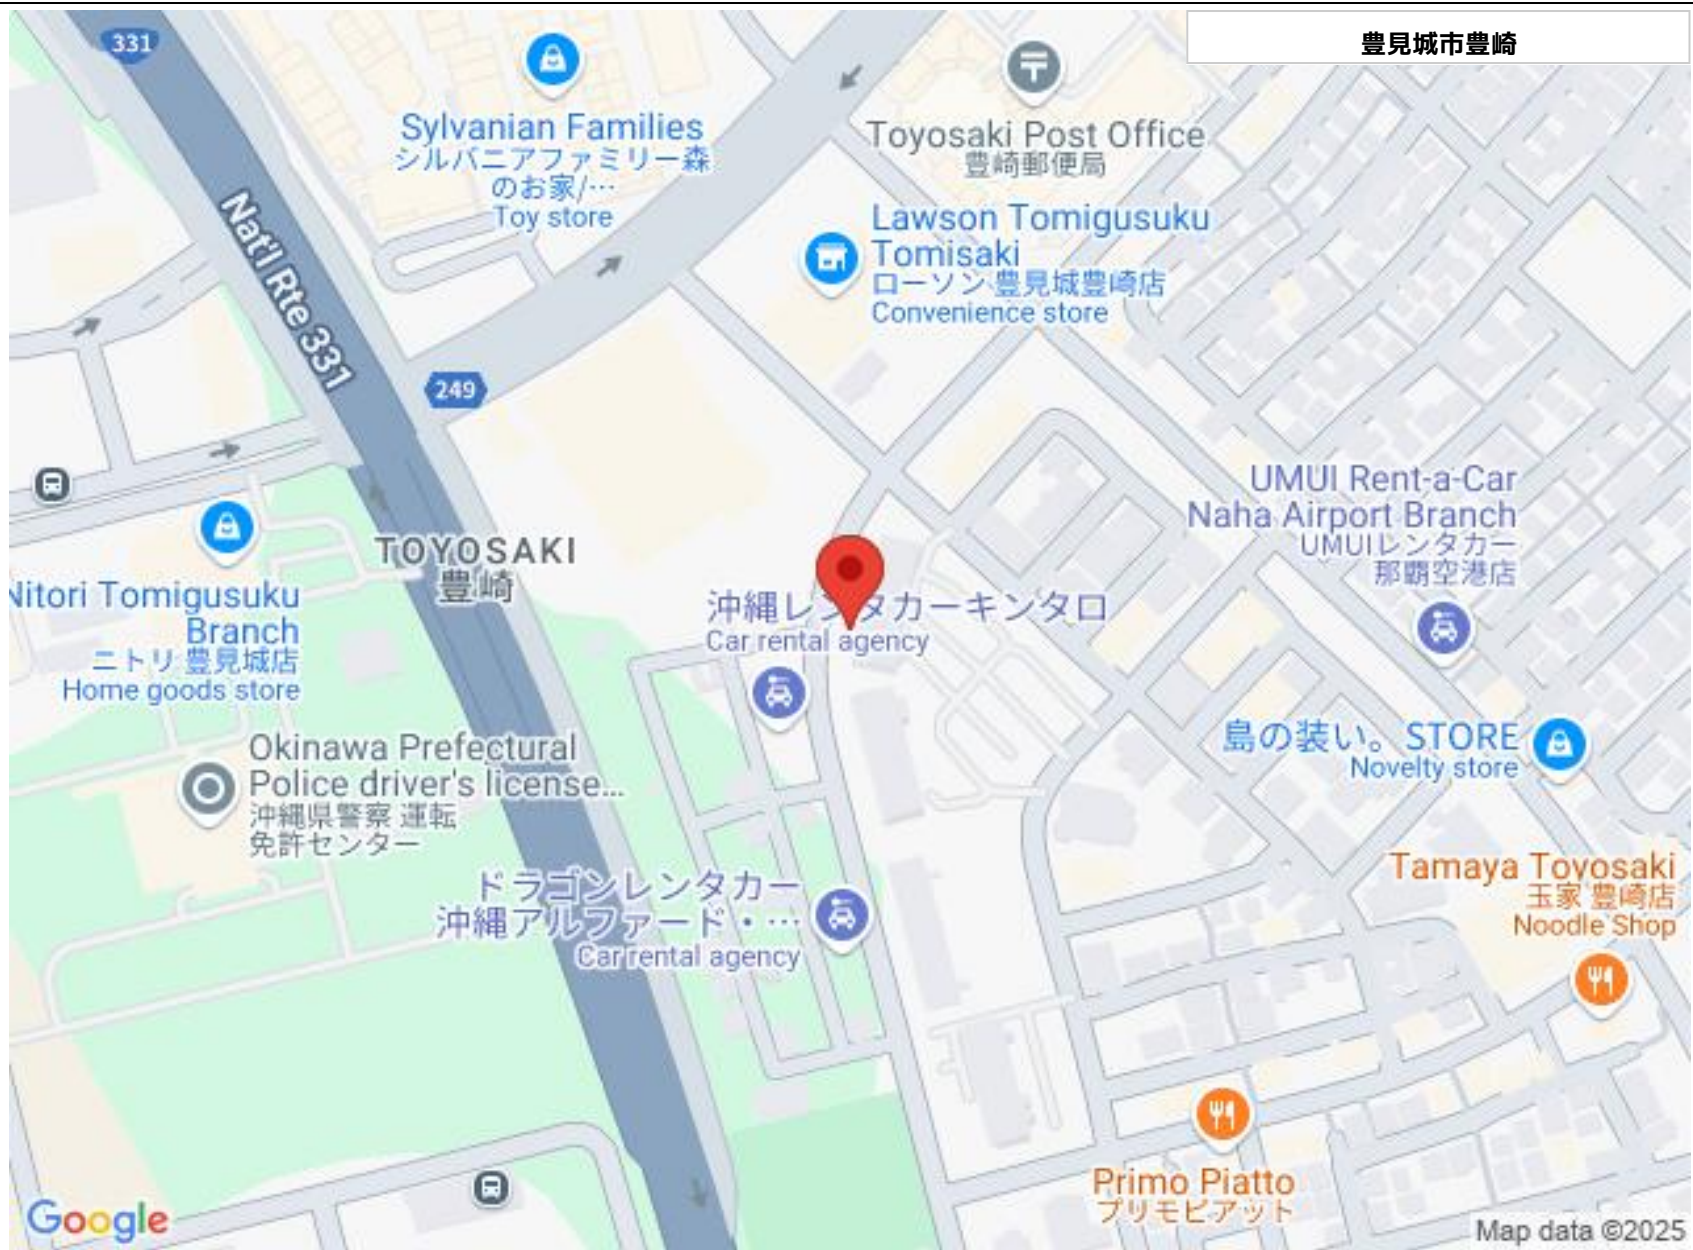 豊見城市豊崎
331
Sylvanian Families
シルバニアファミリー森
のお家/…
Toy store
Toyosaki Post Office
豊崎郵便局
Lawson Tomigusuku
Tomisaki
ローソン 豊見城豊崎店
Convenience store
Nat'l Rte 331
249
UMUI Rent-a-Car
Naha Airport Branch
UMUIレンタカー
那覇空港店
TOYOSAKI
豊崎
Nitori Tomigusuku
Branch
ニトリ 豊見城店
Home goods store
沖縄レンタカーキンタロ
Car rental agency
島の装い。STORE
Novelty store
Okinawa Prefectural
Police driver's license...
沖縄県警察 運転
免許センター
ドラゴンレンタカー
沖縄アルファード・…
Car rental agency
Tamaya Toyosaki
玉家 豊崎店
Noodle Shop
Primo Piatto
プリモピアット
Google
Map data ©2025